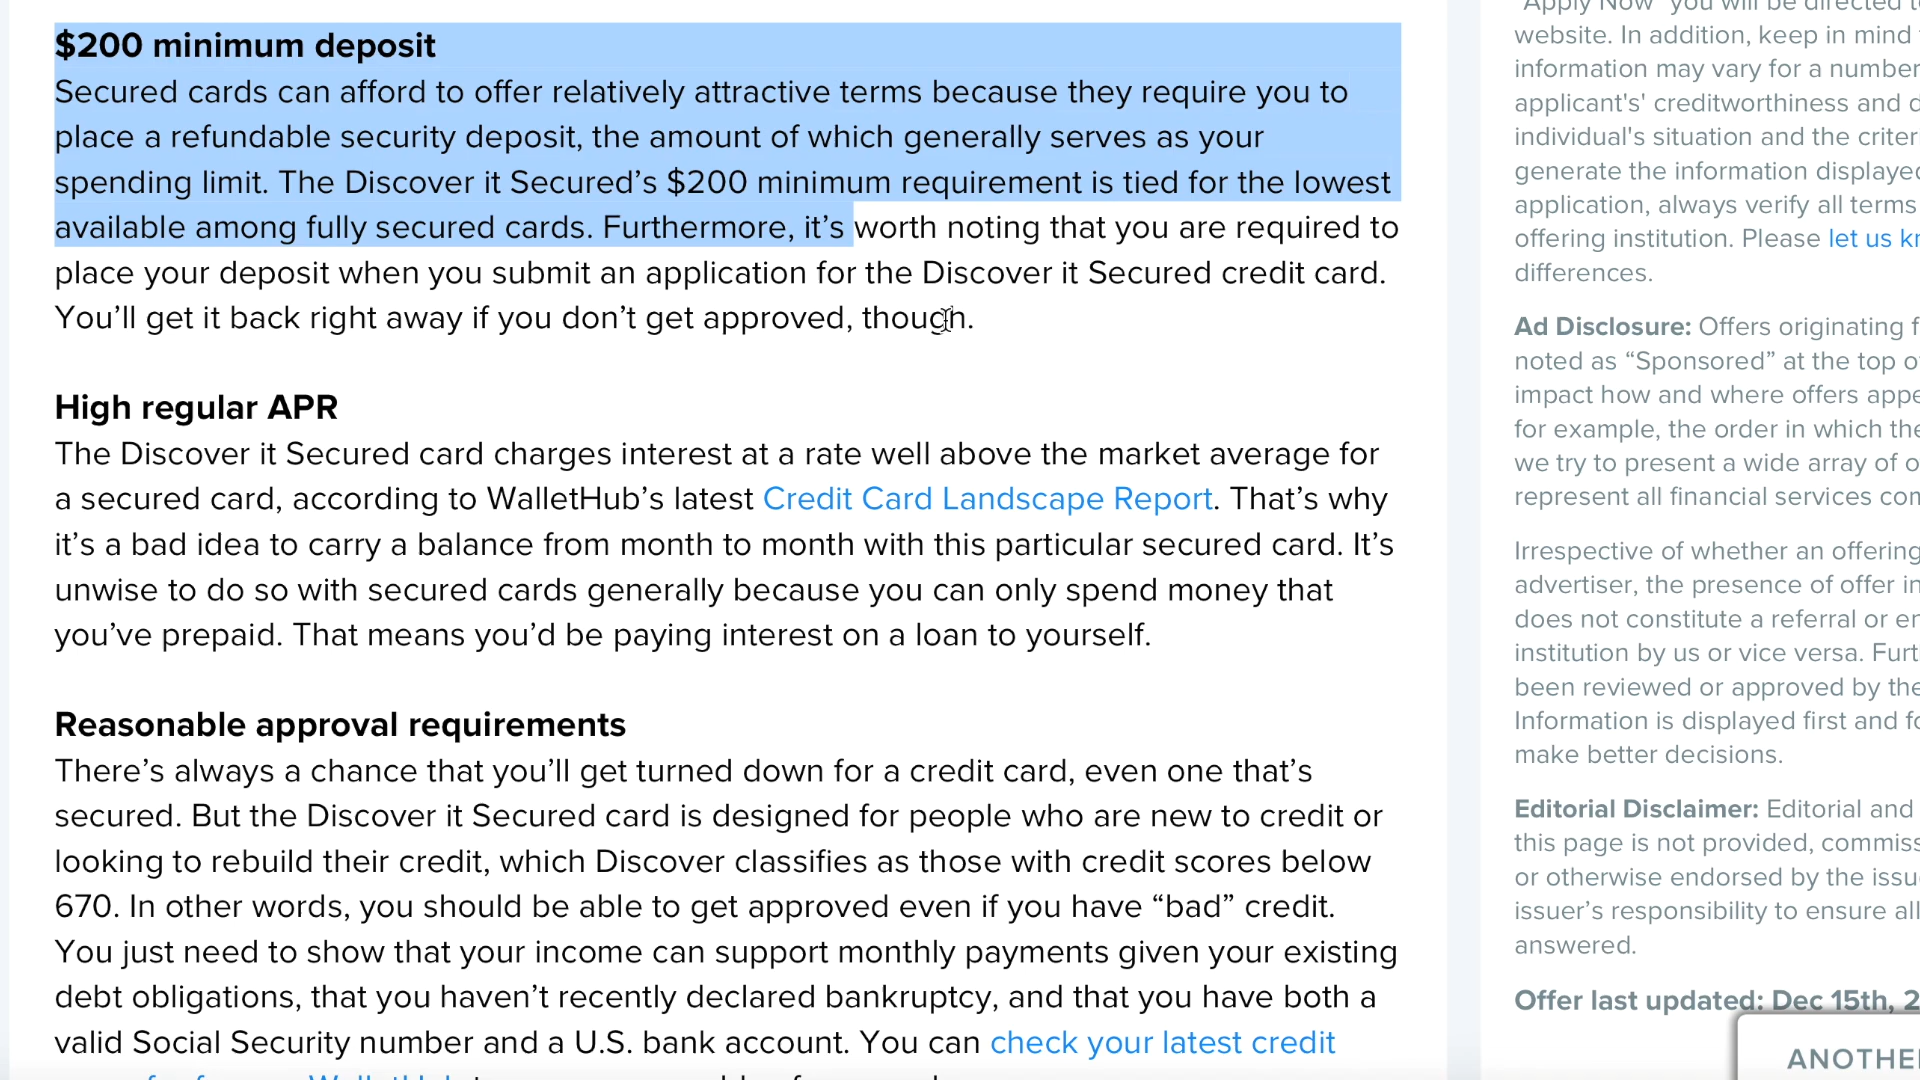 $200 minimum deposit
Secured cards can afford to offer relatively attractive terms because they require you to
place a refundable security deposit, the amount of which generally serves as your
spending limit. The Discover it Secured’s $200 minimum requirement is tied for the lowest
available among fully secured cards. Furthermore, it’s worth noting that you are required to
place your deposit when you submit an application for the Discover it Secured credit card.
You’ll get it back right away if you don’t get approved, though.
High regular APR
The Discover it Secured card charges interest at a rate well above the market average for
a secured card, according to WalletHub’s latest Credit Card Landscape Report. That’s why
it’s a bad idea to carry a balance from month to month with this particular secured card. It’s
unwise to do so with secured cards generally because you can only spend money that
you’ve prepaid. That means you’d be paying interest on a loan to yourself.
Reasonable approval requirements
There’s always a chance that you’ll get turned down for a credit card, even one that’s
secured. But the Discover it Secured card is designed for people who are new to credit or
looking to rebuild their credit, which Discover classifies as those with credit scores below
670. In other words, you should be able to get approved even if you have “bad” credit.
You just need to show that your income can support monthly payments given your existing
debt obligations, that you haven’t recently declared bankruptcy, and that you have both a
valid Social Security number and a U.S. bank account. You can check your latest credit
"Apply Now" you will be directed
website. In addition, keep in mind
information may vary for a number
applicant's' creditworthiness and
individual's situation and the
generate the information displayed
application, always verify all terms
offering institution. Please let us
differences.
Ad Disclosure: Offers originating
noted as “Sponsored” at the top
impact how and where offers
for example, the order in which
we try to present a wide array of
represent all financial services
Irrespective of whether an offering
advertiser, the presence of offer
does not constitute a referral or
institution by us or vice versa.
been reviewed or approved by the
Information is displayed first and
make better decisions.
Editorial Disclaimer: Editorial and
this page is not provided,
or otherwise endorsed by the
issuer’s responsibility to ensure
answered.
Offer last updated: Dec 15th,